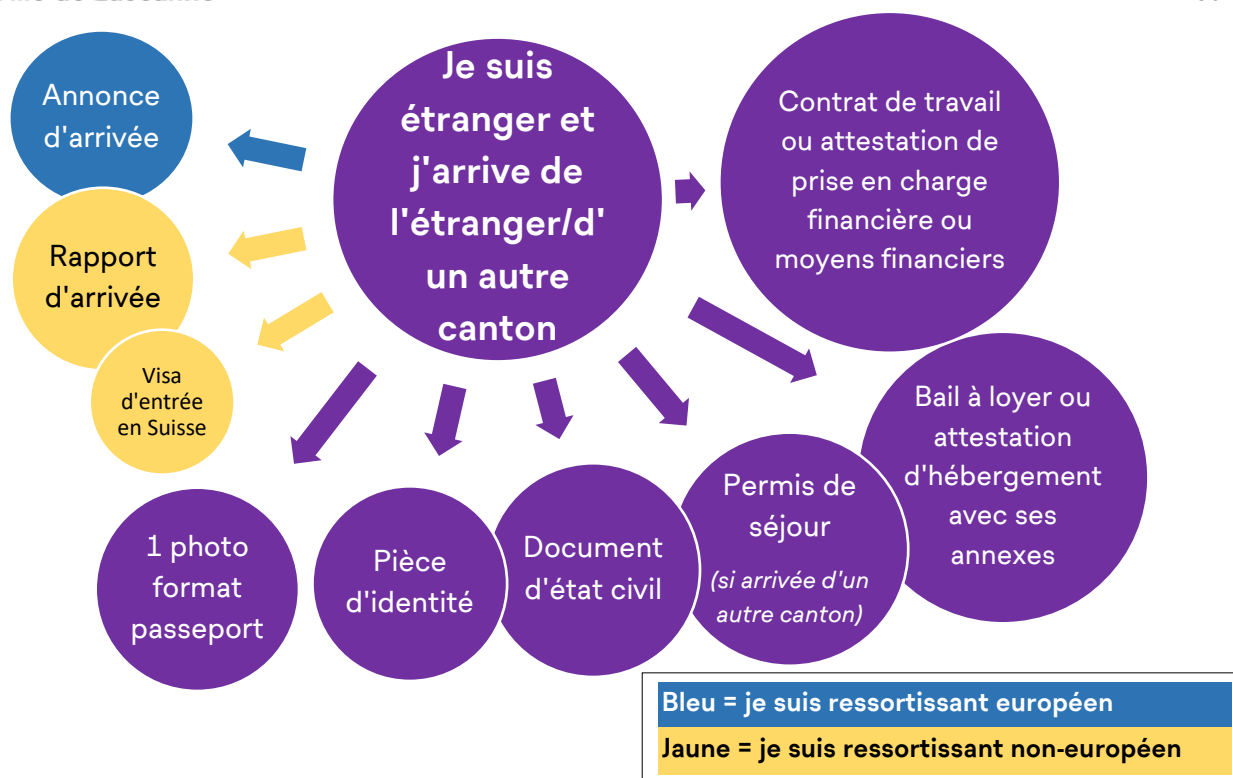 Je suis
étranger et
j'arrive de
l'étranger/d'
un autre
canton
Annonce
d'arrivée
Rapport
d'arrivée
Visa
d'entrée
en Suisse
1 photo
format
passeport
Pièce
d'identité
Document
d'état civil
Permis de
séjour
(si arrivée d'un
autre canton)
Bail à loyer ou
attestation
d'hébergement
avec ses
annexes
Contrat de travail
ou attestation de
prise en charge
financière ou
moyens financiers
Bleu = je suis ressortissant européen
Jaune = je suis ressortissant non-européen